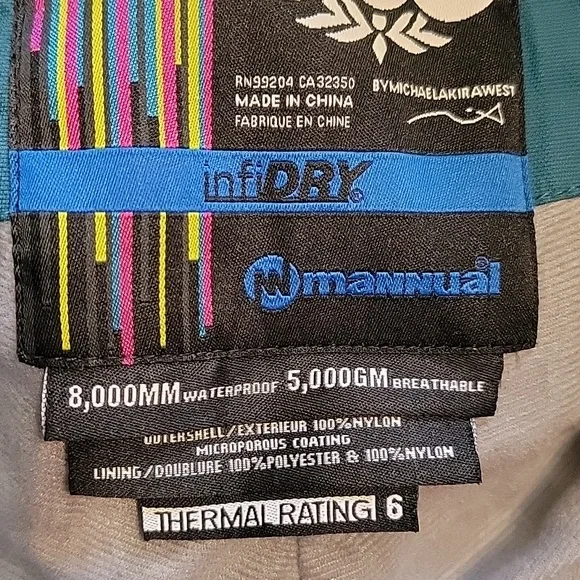 RN99204 CA32350
MADE IN CHINA
FABRIQUE EN CHINE
BYMICHAELAKIRAWEST
infiDRY®
mannual®
8,000MM WATERPROOF 5,000GM BREATHABLE
OUTERSHELL/EXTERIEUR 100%NYLON
MICROPOROUS COATING
LINING/DOUBLURE 100%POLYESTER & 100%NYLON
THERMAL RATING 6